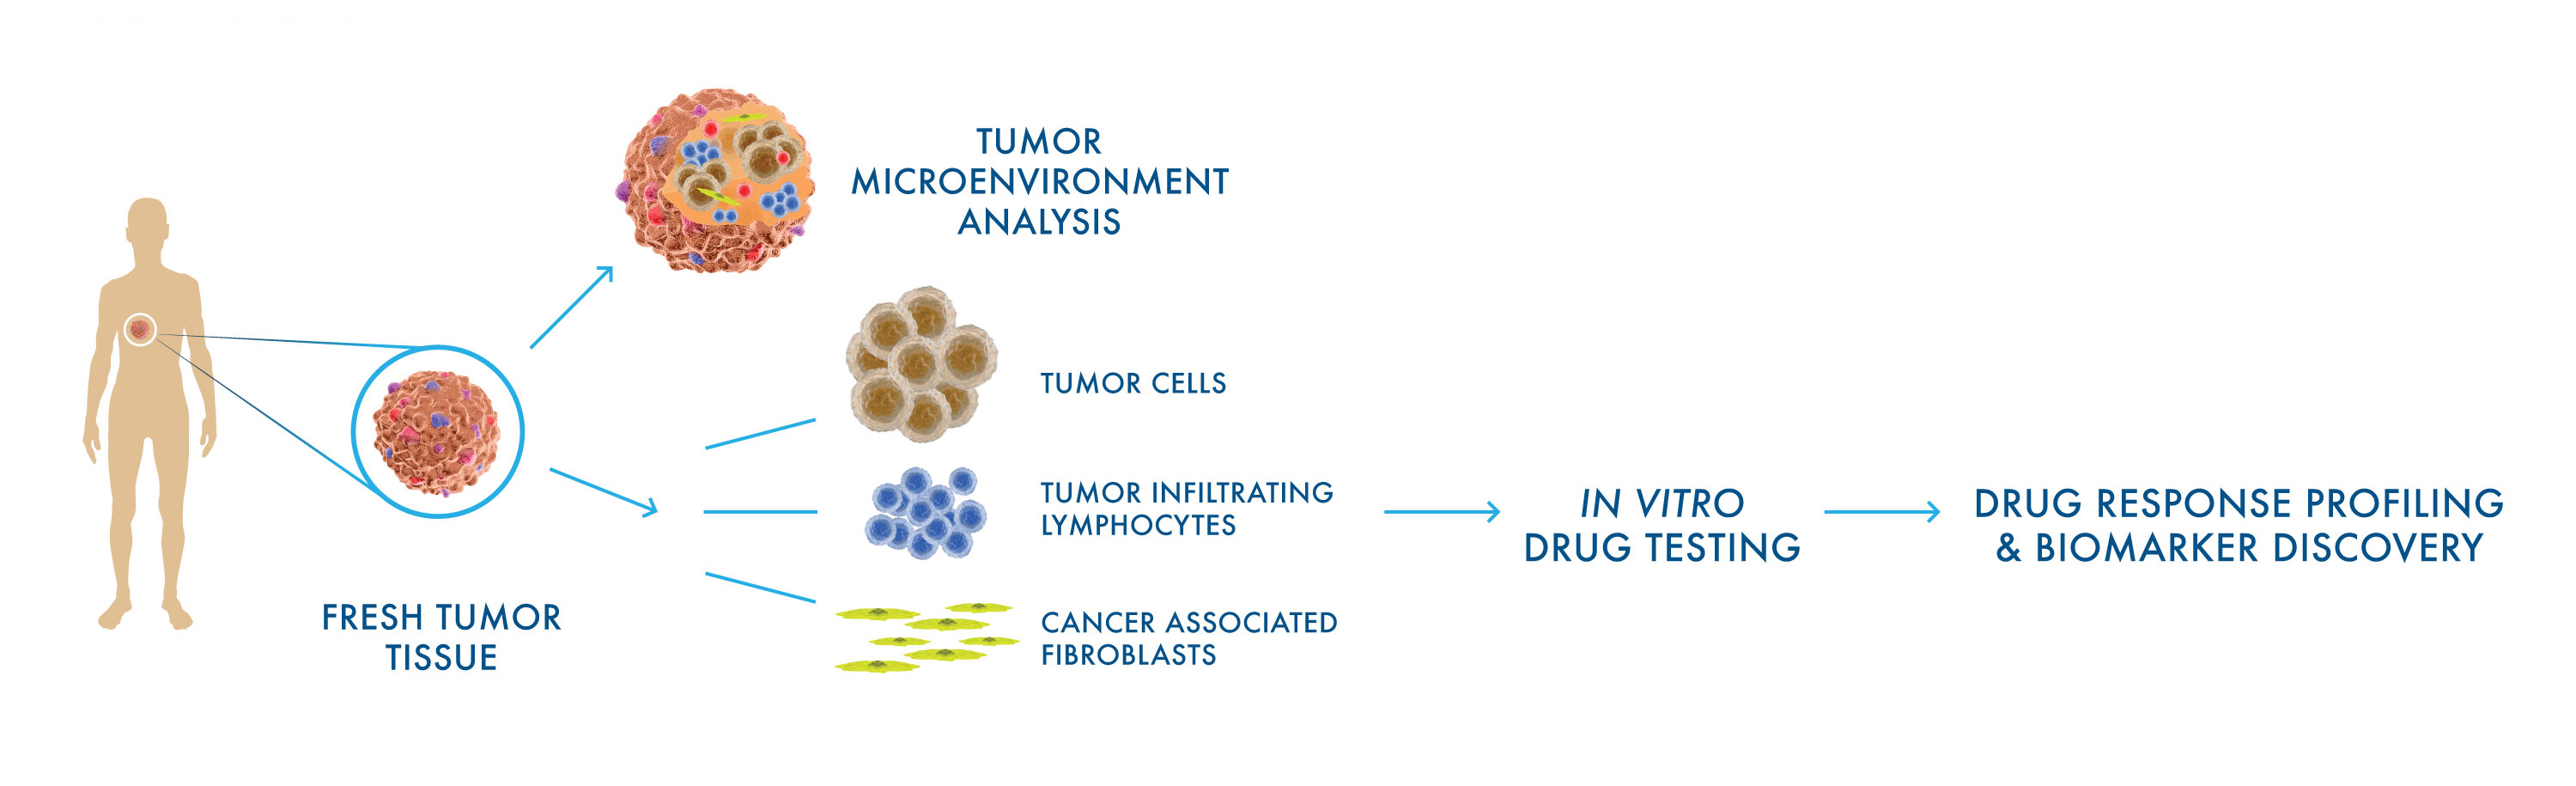 TUMOR
MICROENVIRONMENT
ANALYSIS
TUMOR CELLS
TUMOR INFILTRATING
LYMPHOCYTES
CANCER ASSOCIATED
FIBROBLASTS
FRESH TUMOR
TISSUE
IN VITRO
DRUG TESTING
DRUG RESPONSE PROFILING
& BIOMARKER DISCOVERY